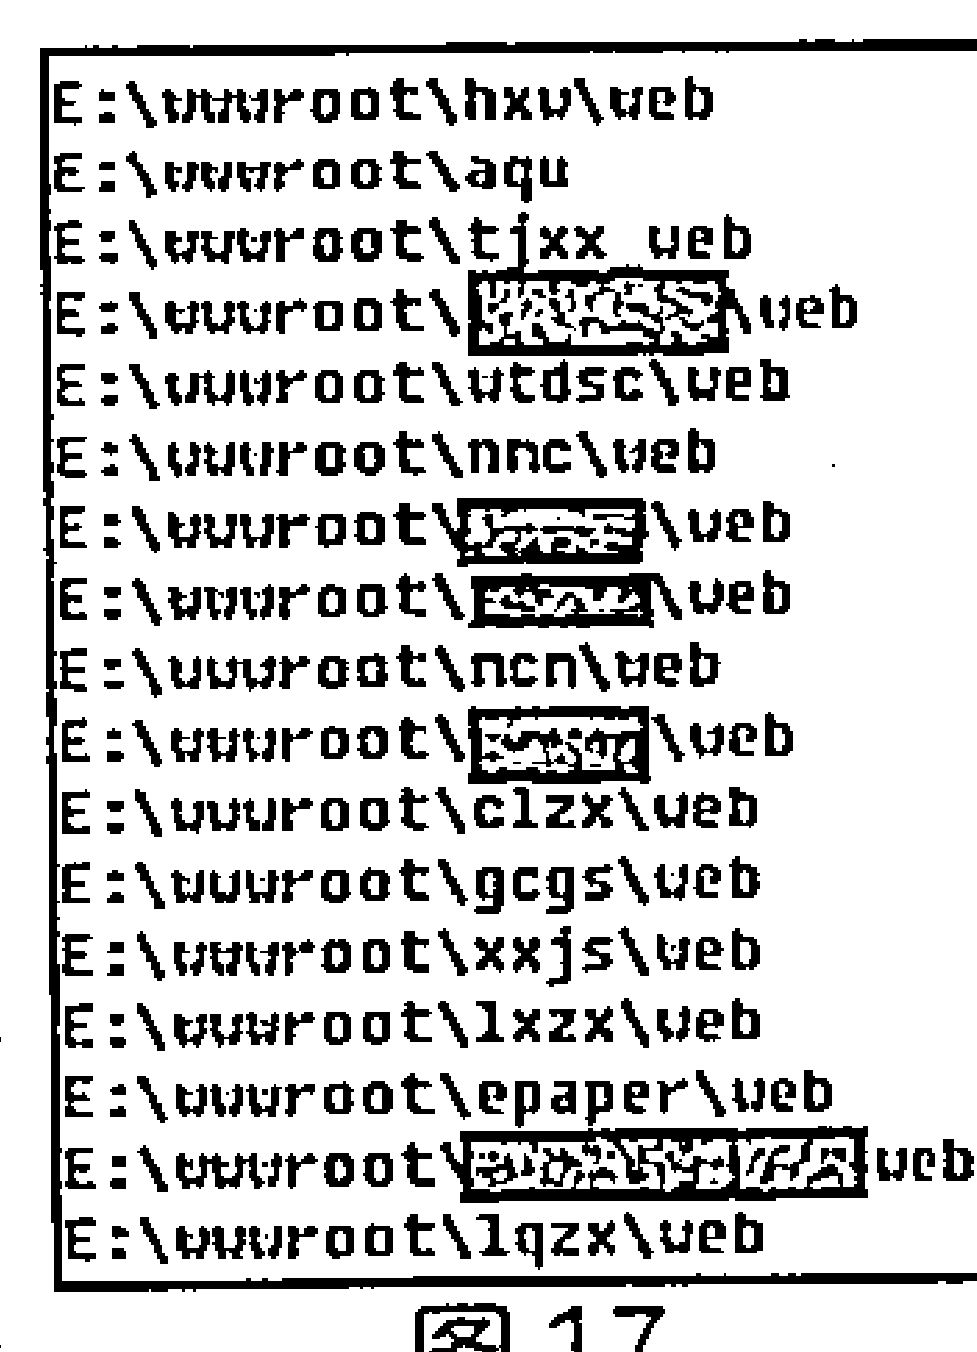 E:\wwwroot\hxw\web
E:\wwwroot\aqw
E:\wwwroot\tjxx web
E:\wwwroot\ \web
E:\wwwroot\wtdsc\web
E:\wwwroot\nnc\web
E:\wwwroot\ \web
E:\wwwroot\ \web
E:\wwwroot\ncn\web
E:\wwwroot\ \web
E:\wwwroot\clzx\web
E:\wwwroot\gcgs\web
E:\wwwroot\xxjs\web
E:\wwwroot\lxzx\web
E:\wwwroot\epaper\web
E:\wwwroot\ web
E:\wwwroot\lqzx\web
图 17